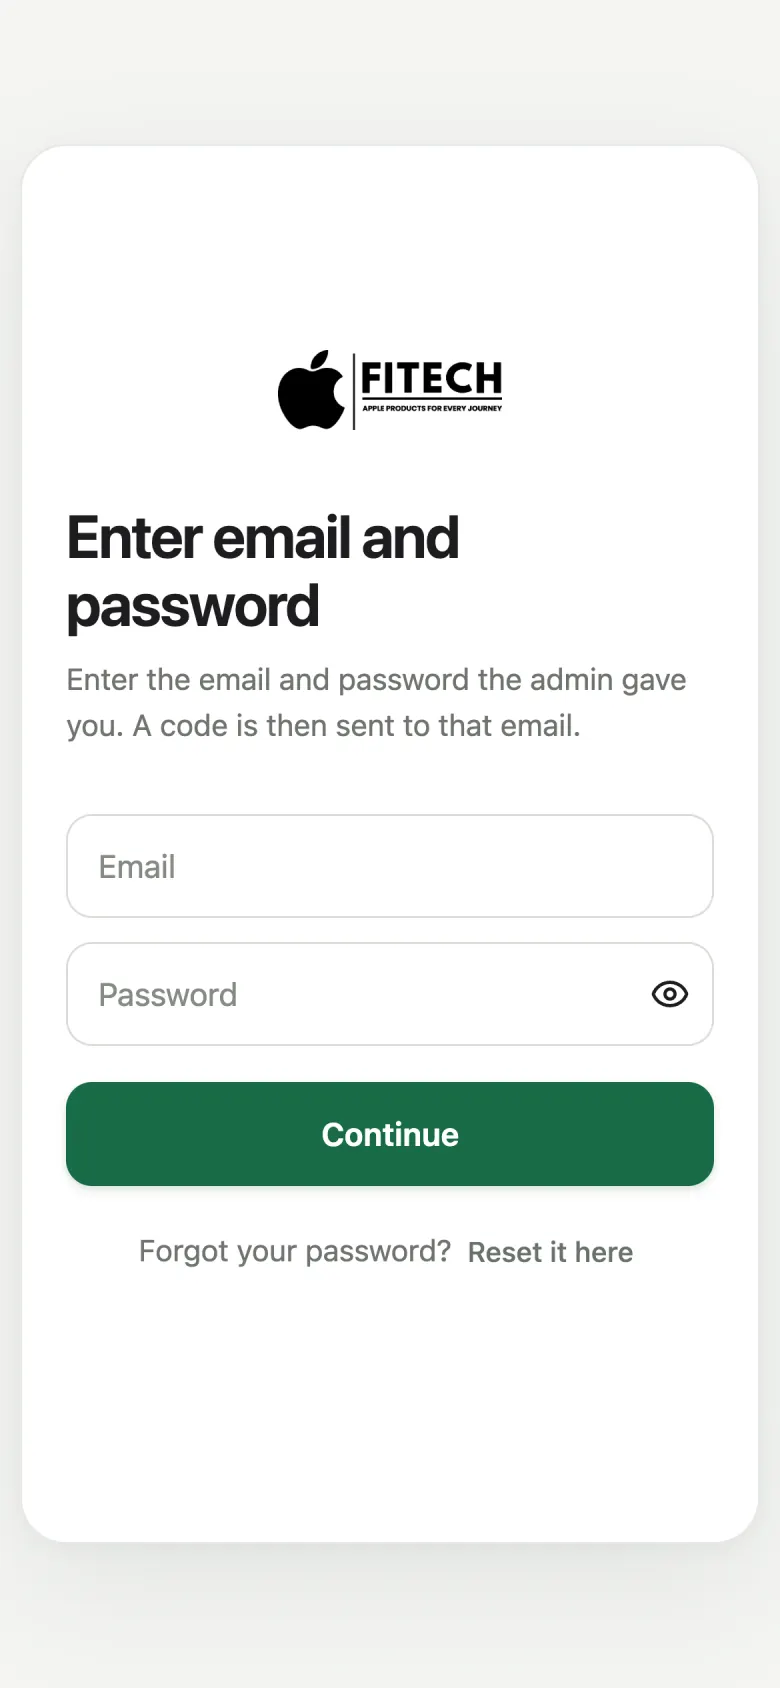 FITECH
APPLE PRODUCTS FOR EVERY JOURNEY
Enter email and
password
Enter the email and password the admin gave
you. A code is then sent to that email.
Email
Password
Continue
Forgot your password? Reset it here